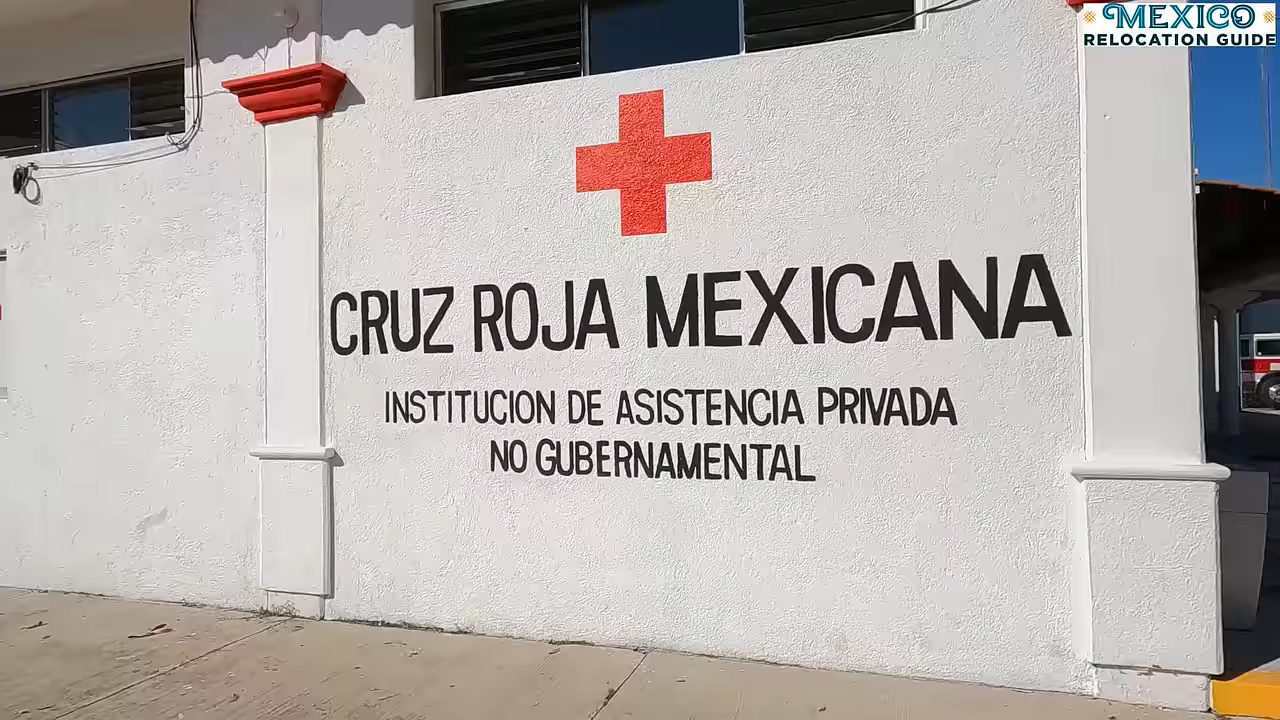 MEXICO
RELOCATION GUIDE
CRUZ ROJA MEXICANA
INSTITUCION DE ASISTENCIA PRIVADA
NO GUBERNAMENTAL